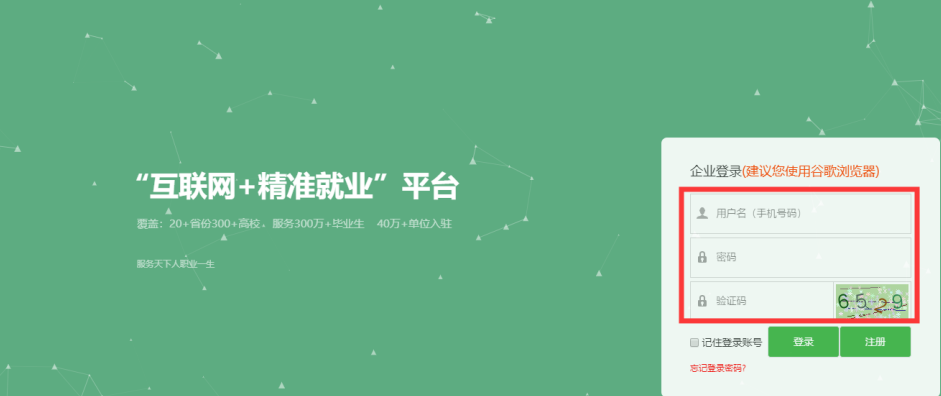 “互联网+精准就业”平台
覆盖：20+省份300+高校，服务300万+毕业生 40万+单位入驻
服务天下人职业一生
企业登录(建议您使用谷歌浏览器)
用户名（手机号码）
密码
验证码 6529
记住登录账号 登录 注册
忘记登录密码?